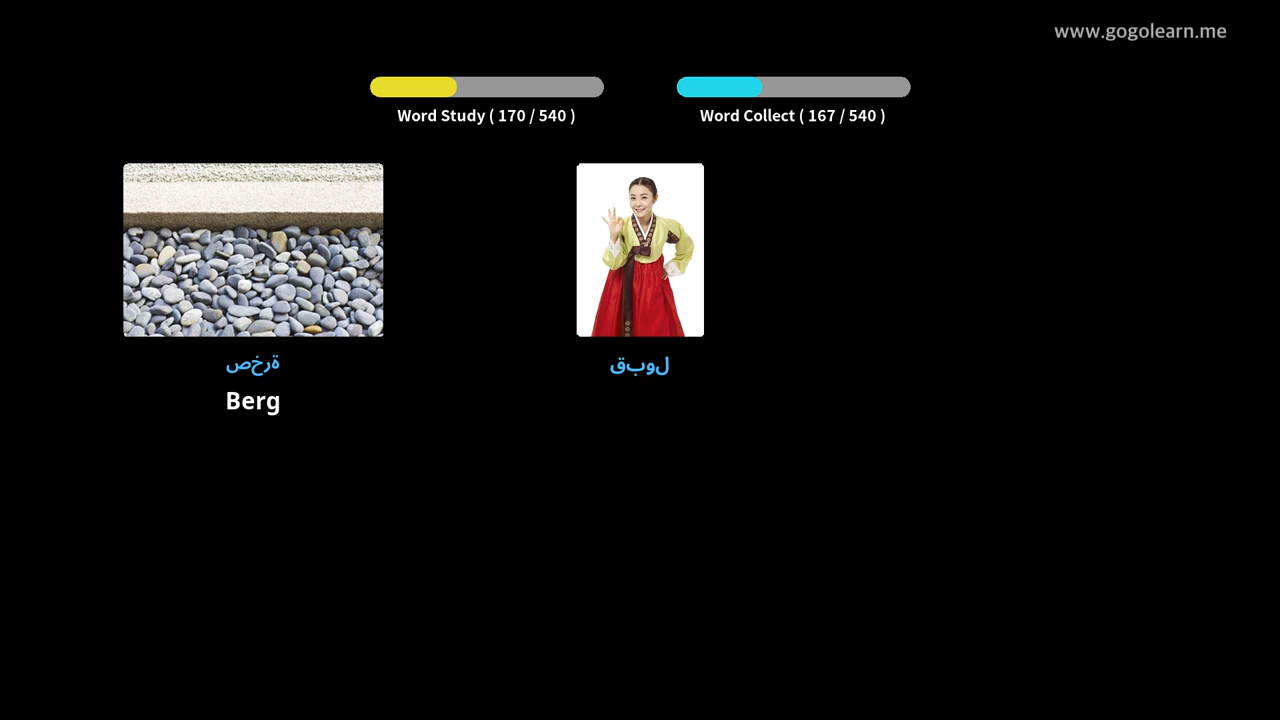 www.gogolearn.me
Word Study ( 170 / 540 )
Word Collect ( 167 / 540 )
ةرخص
Berg
لوبق